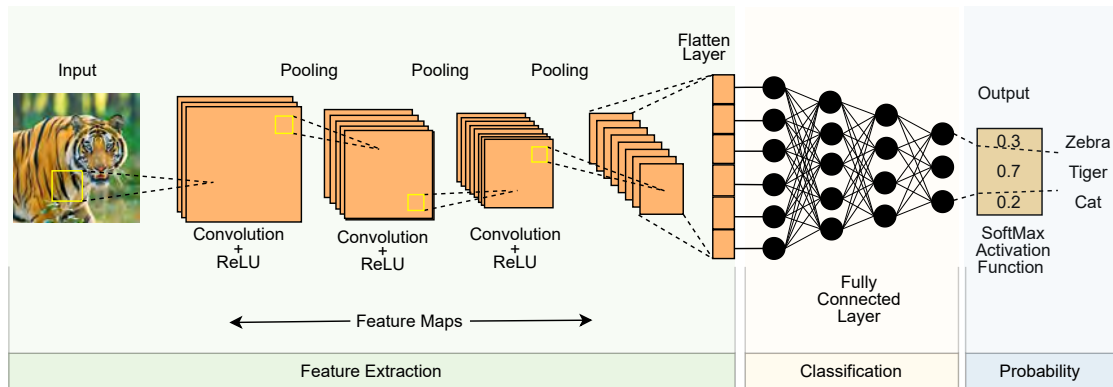 Input
Pooling
Pooling
Pooling
Flatten
Layer
Output
0.3
Zebra
0.7
Tiger
0.2
Cat
Convolution
+
ReLU
Convolution
+
ReLU
Convolution
+
ReLU
SoftMax
Activation
Function
Fully
Connected
Layer
Feature Maps
Feature Extraction
Classification
Probability